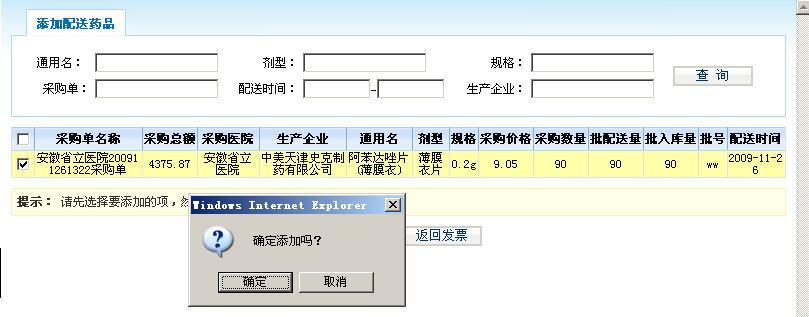 添加配送药品
通用名： 剂型： 规格：
采购单： 配送时间： - 生产企业：
查 询
采购单名称 采购总额 采购医院 生产企业 通用名 剂型 规格 采购价格 采购数量 批配送量 批入库量 批号 配送时间
安徽省立医院20091
1261322采购单
4375.87
安徽省立
医院
中美天津史克制
药有限公司
阿苯达唑片
(薄膜衣)
薄膜
衣片
0.2g
9.05
90
90
90
ww
2009-11-2
6
提示： 请先选择要添加的项，
Windows Internet Explorer
确定添加吗？
确定 取消
返回发票